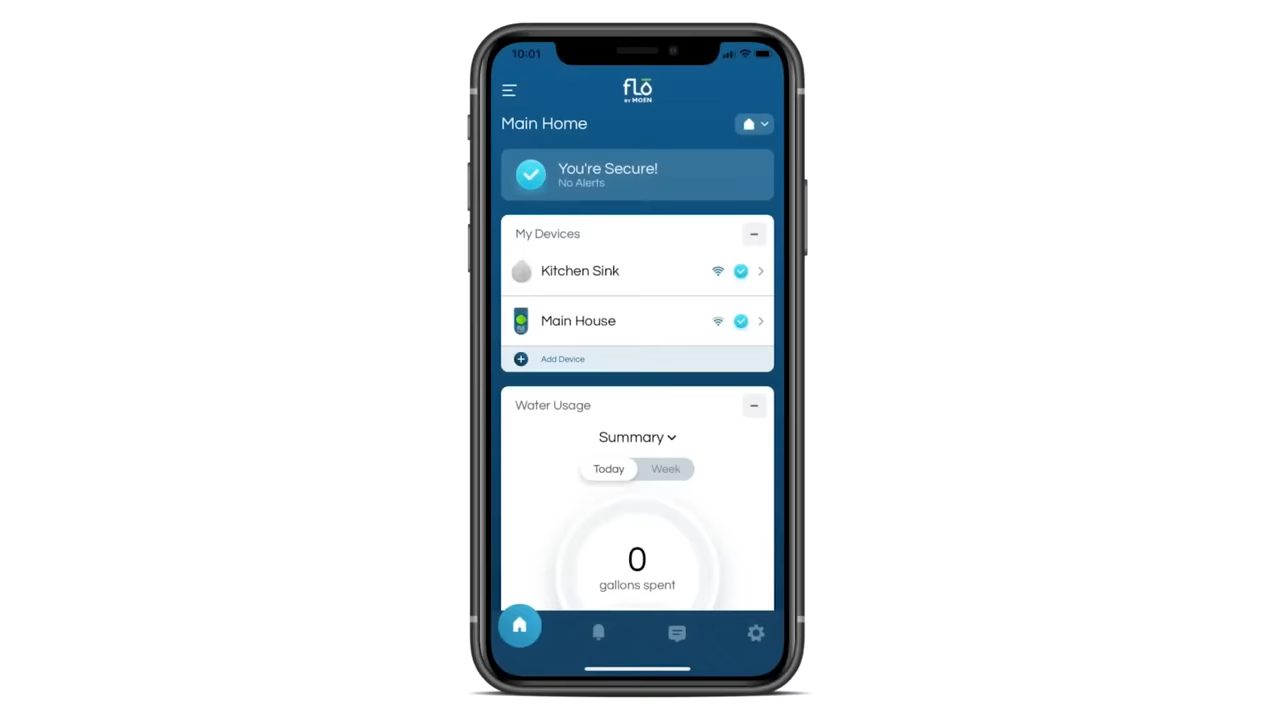 10:01
flō
BY MOEN
Main Home
You're Secure!
No Alerts
My Devices
Kitchen Sink
Main House
Add Device
Water Usage
Summary
Today Week
0
gallons spent